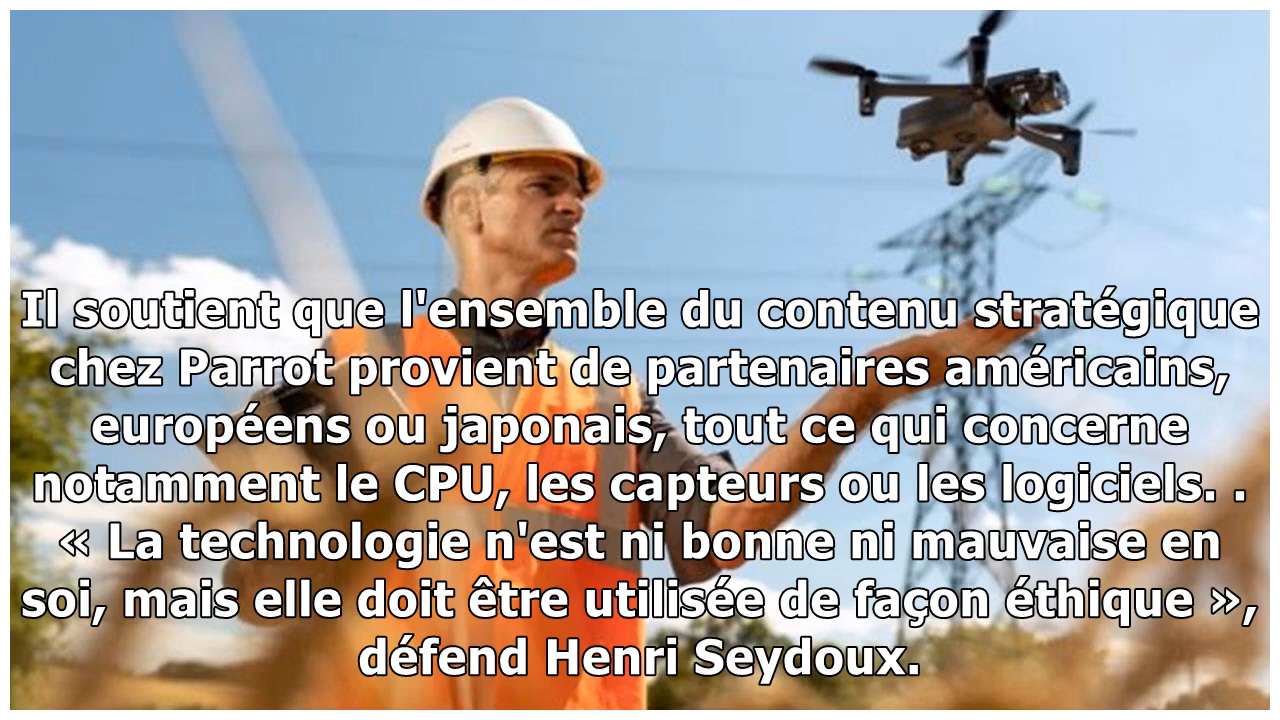 Il soutient que l'ensemble du contenu stratégique
chez Parrot provient de partenaires américains,
européens ou japonais, tout ce qui concerne
notamment le CPU, les capteurs ou les logiciels. .
« La technologie n'est ni bonne ni mauvaise en
soi, mais elle doit être utilisée de façon éthique »,
défend Henri Seydoux.